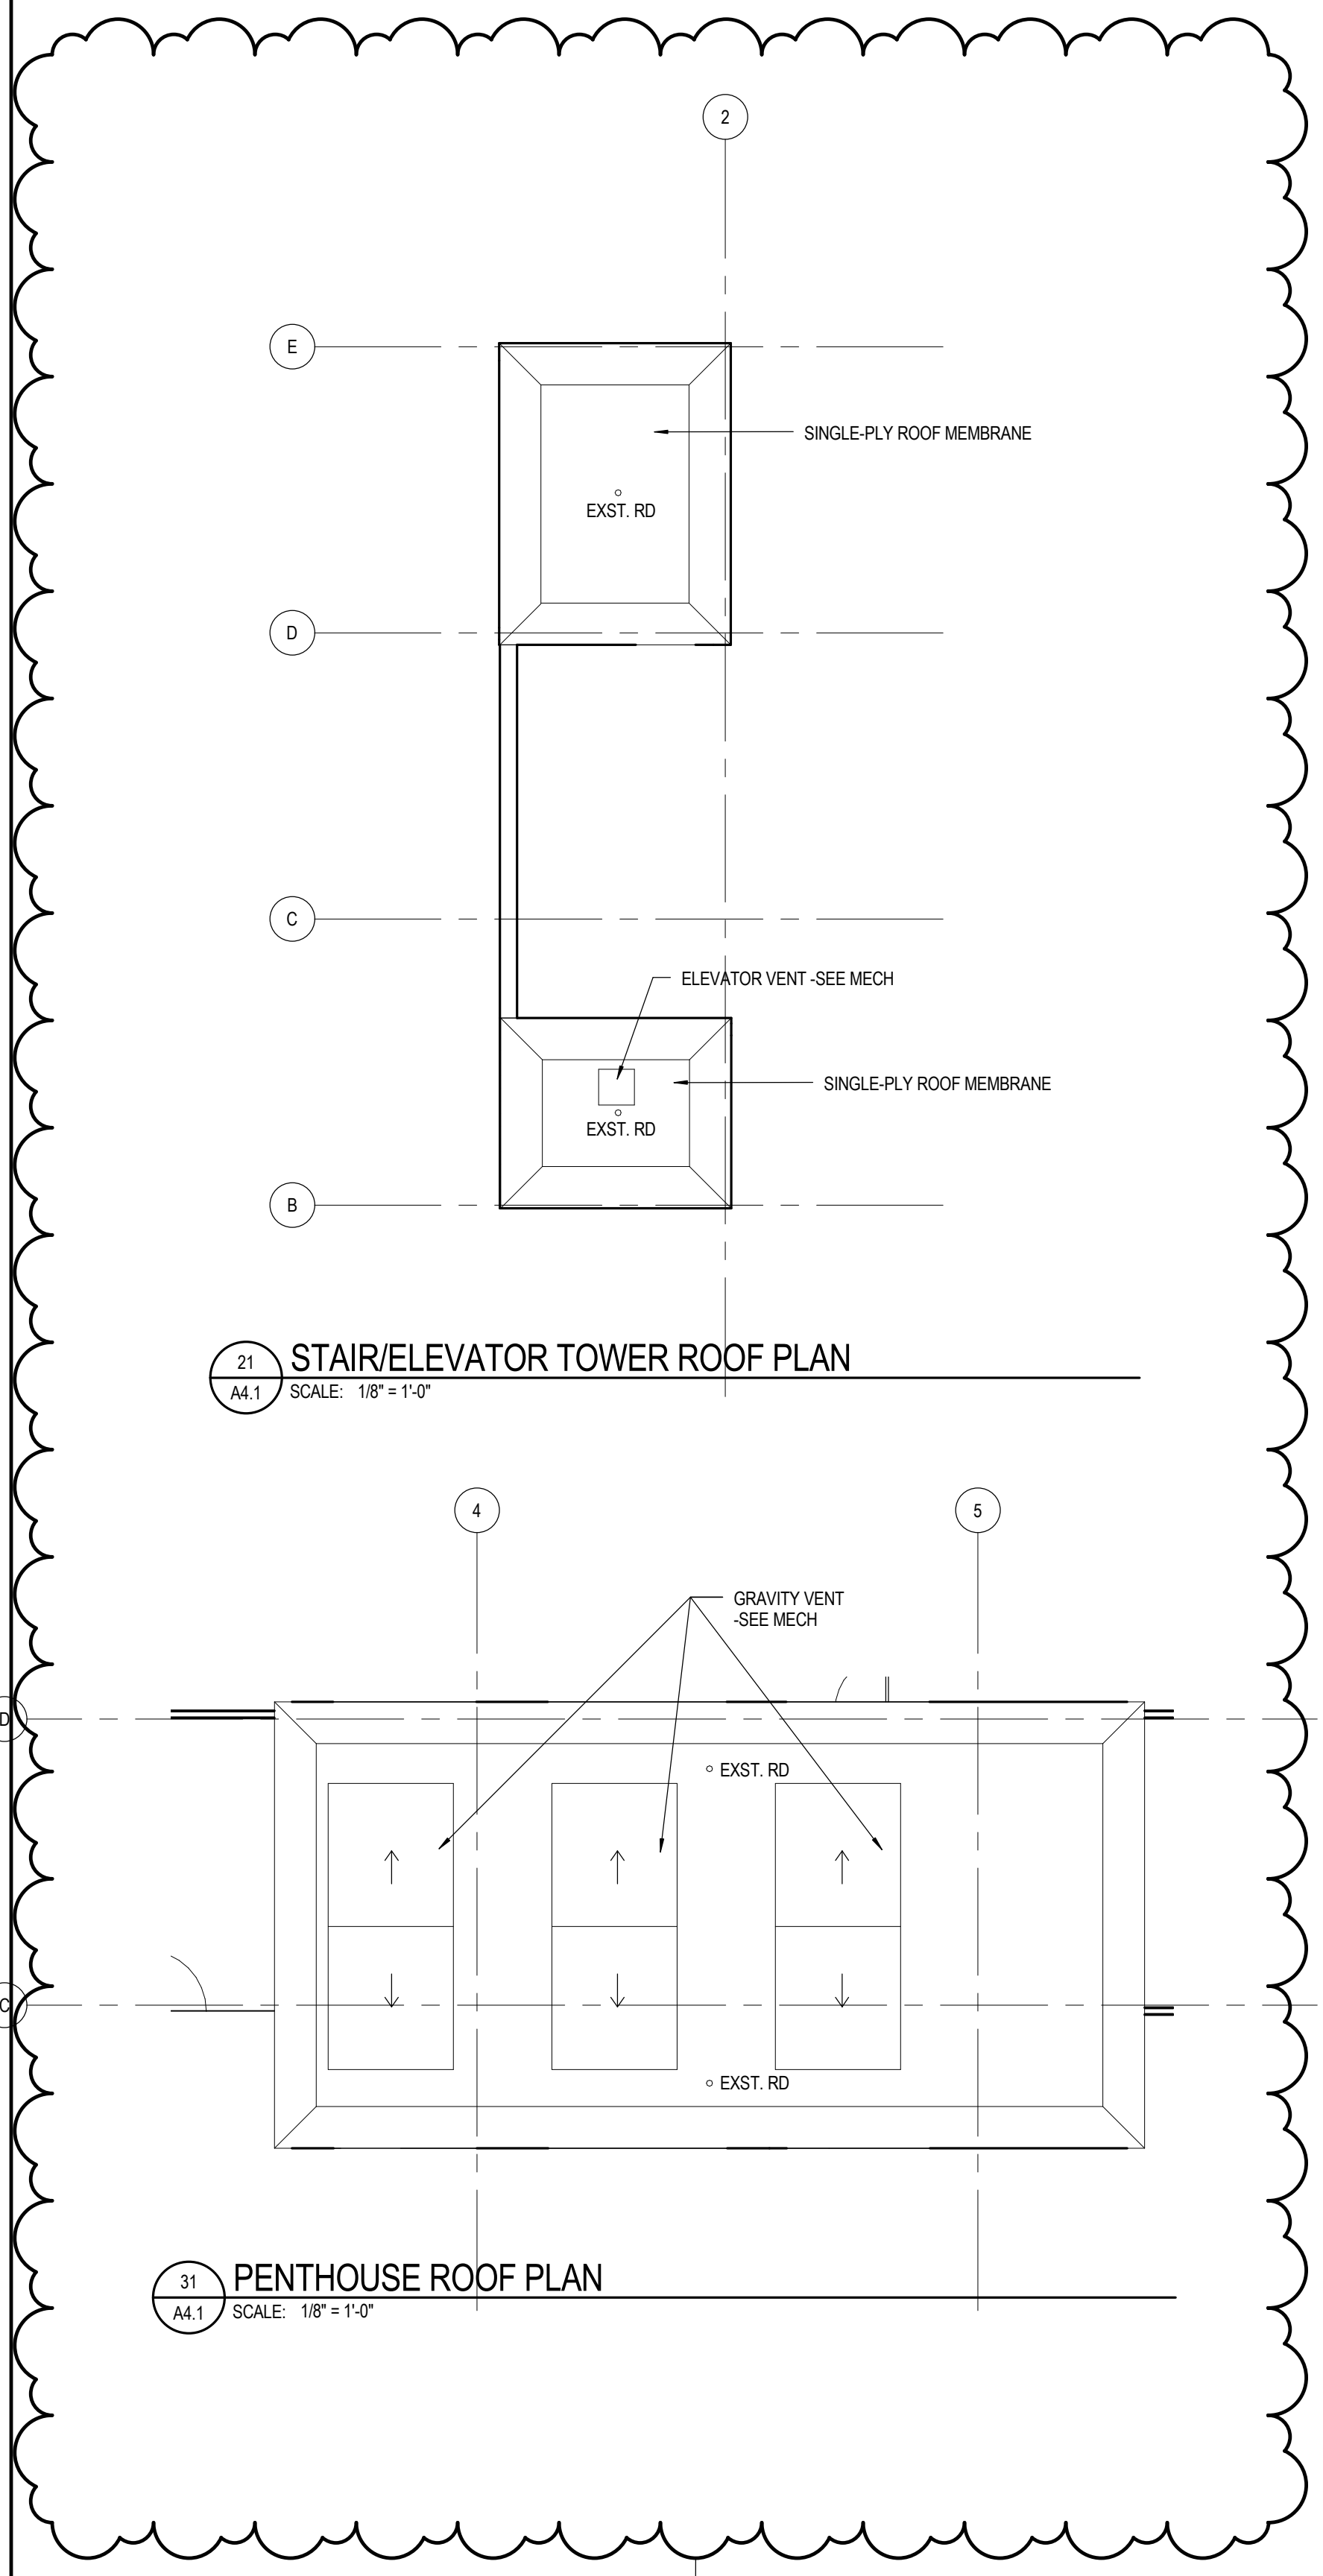 2
E
SINGLE-PLY ROOF MEMBRANE
EXST. RD
D
C
ELEVATOR VENT -SEE MECH
SINGLE-PLY ROOF MEMBRANE
EXST. RD
B
21
A4.1
STAIR/ELEVATOR TOWER ROOF PLAN
SCALE: 1/8" = 1'-0"
4
5
GRAVITY VENT
-SEE MECH
D
EXST. RD
C
EXST. RD
31
A4.1
PENTHOUSE ROOF PLAN
SCALE: 1/8" = 1'-0"